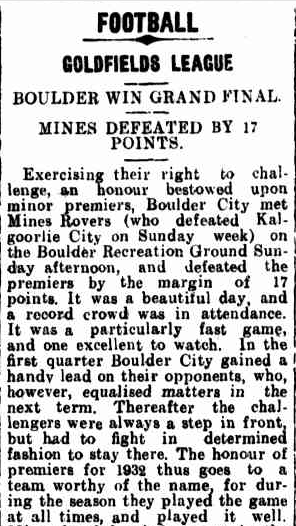 FOOTBALL
GOLDFIELDS LEAGUE
BOULDER WIN GRAND FINAL.
MINES DEFEATED BY 17
POINTS.
Exercising their right to chal-
lenge, an honour bestowed upon
minor premiers, Boulder City met
Mines Rovers (who defeated Kal-
goorlie City on Sunday week) on
the Boulder Recreation Ground Sun-
day afternoon, and defeated the
premiers by the margin of 17
points. It was a beautiful day, and
a record crowd was in attendance.
It was a particularly fast game,
and one excellent to watch. In the
first quarter Boulder City gained a
handy lead on their opponents, who,
however, equalised matters in the
next term. Thereafter the chal-
lengers were always a step in front,
but had to fight in determined
fashion to stay there. The honour of
premiers for 1932 thus goes to a
team worthy of the name, for dur-
ing the season they played the game
at all times, and played it well.